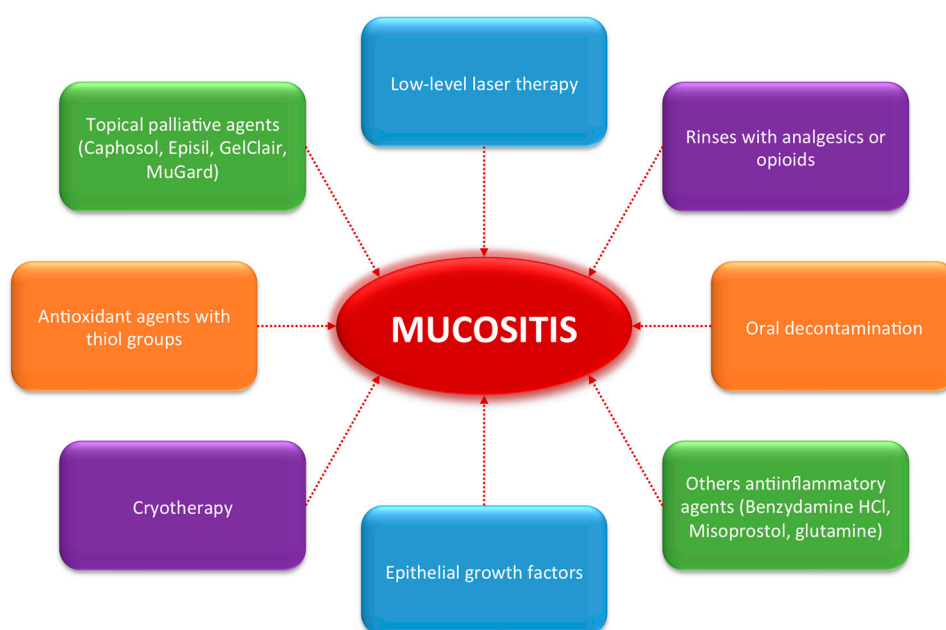 Low-level laser therapy
Topical palliative agents
(Caphosol, Episil, GelClair,
MuGard)
Rinses with analgesics or
opioids
Antioxidant agents with
thiol groups
MUCOSITIS
Oral decontamination
Cryotherapy
Others antiinflammatory
agents (Benzydamine HCl,
Misoprostol, glutamine)
Epithelial growth factors